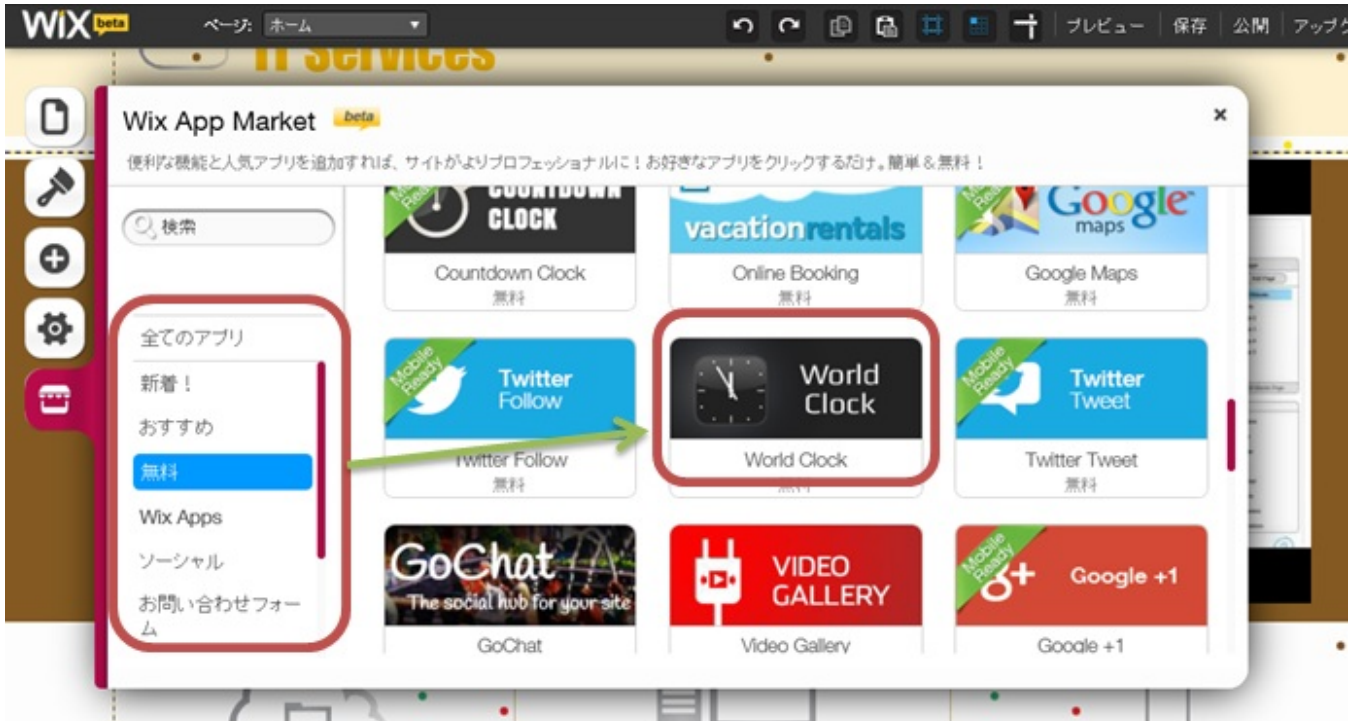 WiX beta
ページ: ホーム
プレビュー
保存
公開
IT Services
Wix App Market beta
便利な機能と人気アプリを追加すれば、サイトがよりプロフェッショナルに！お好きなアプリをクリックするだけ。簡単＆無料！
検索
全てのアプリ
新着！
おすすめ
無料
Wix Apps
ソーシャル
お問い合わせフォー
ム
Mobile Ready
COUNTDOWN
CLOCK
Countdown Clock
無料
vacationrentals
Online Booking
無料
Mobile Ready
Google
maps
Google Maps
無料
Mobile Ready
Twitter
Follow
Twitter Follow
無料
World
Clock
World Clock
無料
Mobile Ready
Twitter
Tweet
Twitter Tweet
無料
GoChat
The social hub for your site
GoChat
VIDEO
GALLERY
Video Gallery
Mobile Ready
g+
Google +1
Google +1